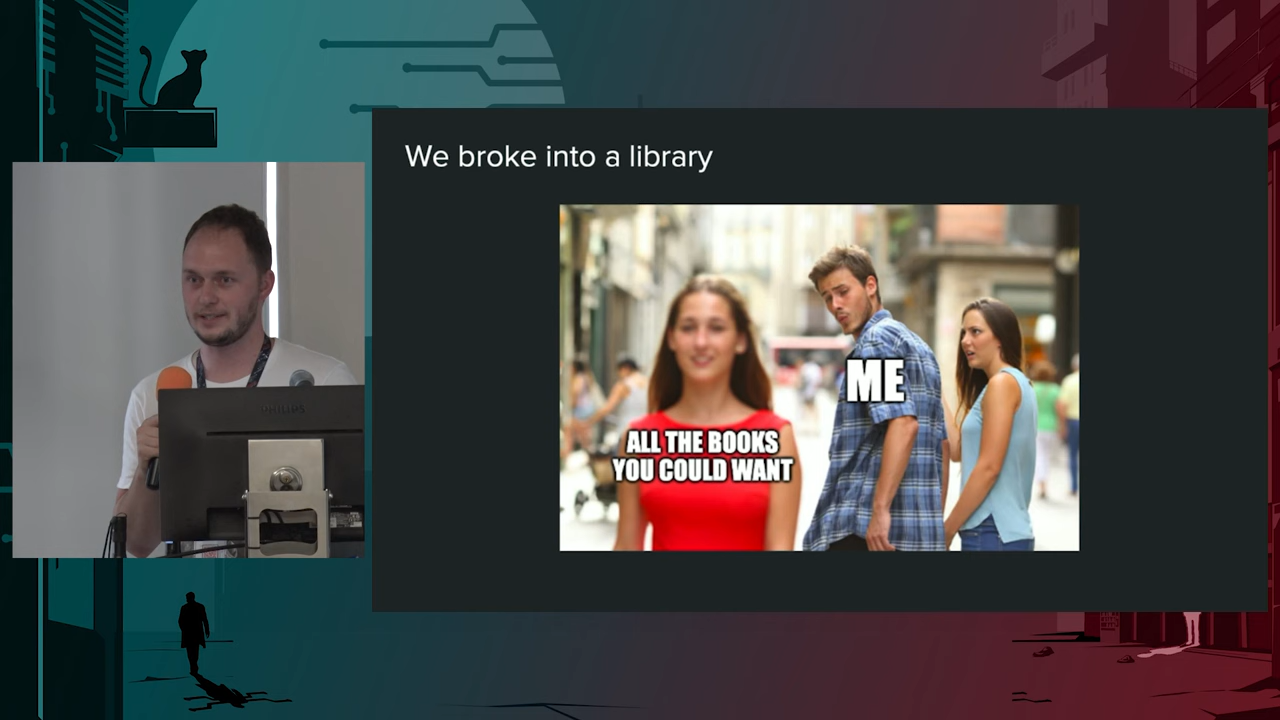 We broke into a library
ALL THE BOOKS
YOU COULD WANT
ME
PHILIPS